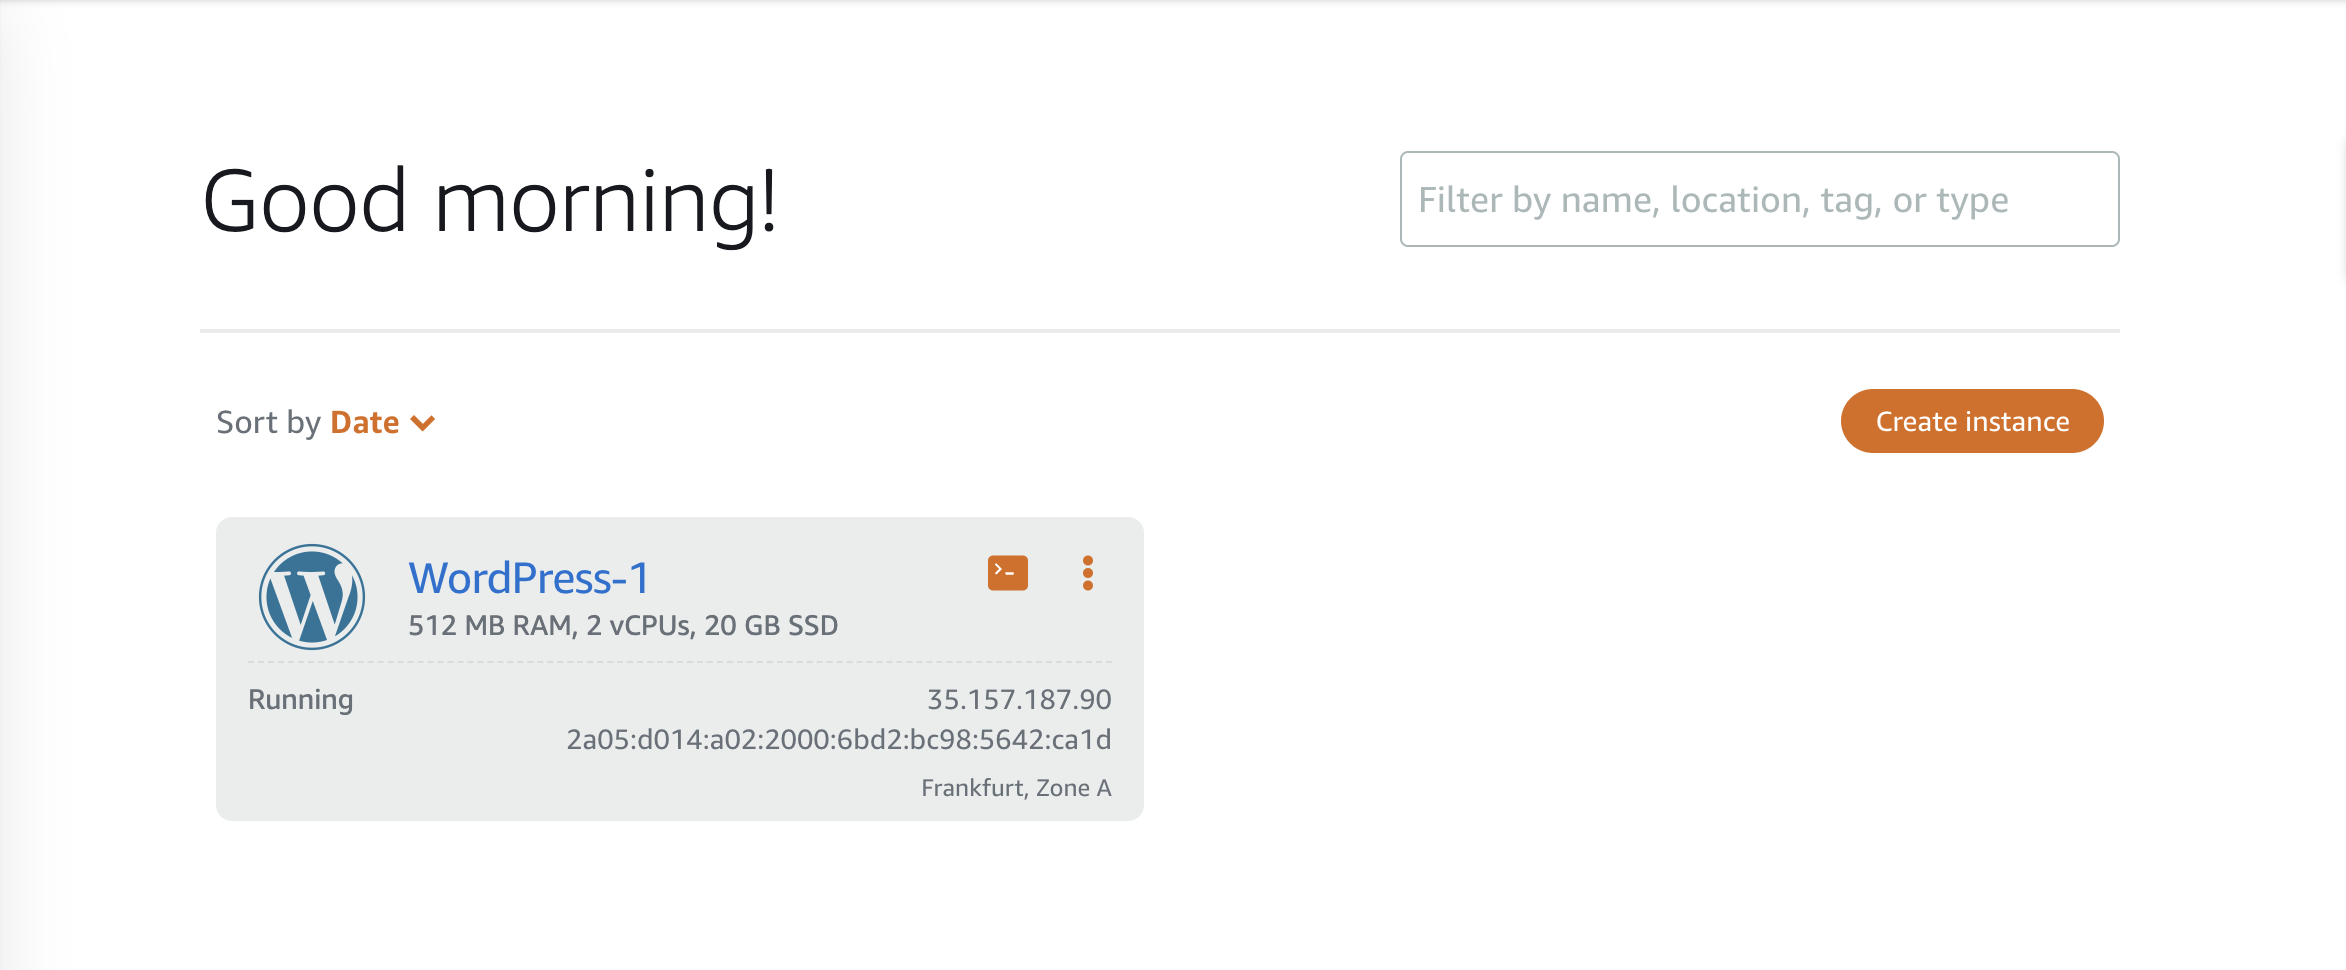 Good morning!
Filter by name, location, tag, or type
Sort by Date
Create instance
WordPress-1
512 MB RAM, 2 vCPUs, 20 GB SSD
Running
35.157.187.90
2a05:d014:a02:2000:6bd2:bc98:5642:ca1d
Frankfurt, Zone A